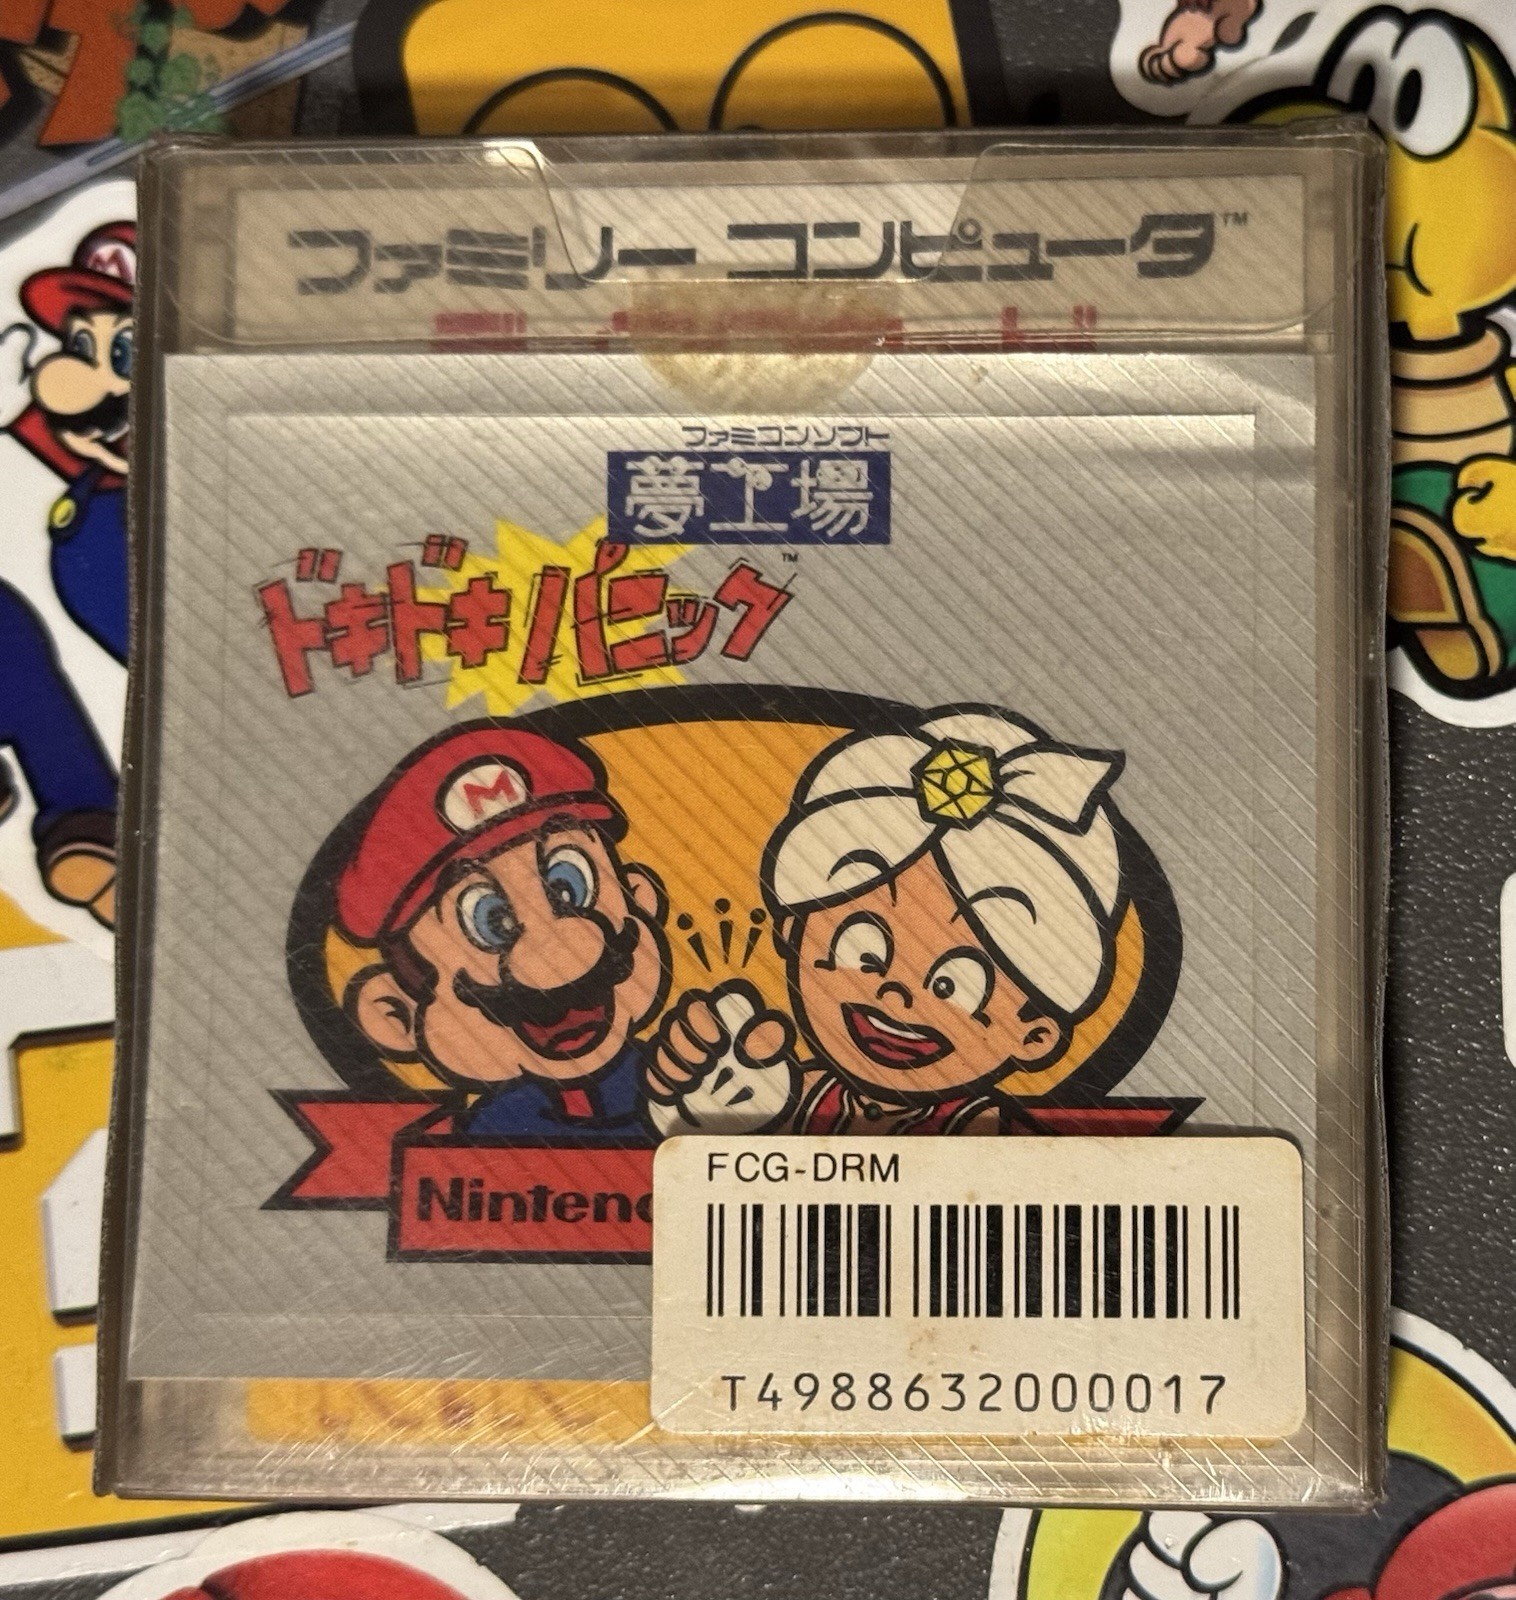 ファミリーコンピュータ™
ファミコンソフト
夢工場
ドキドキパニック™
M
M
FCG-DRM
T4988632000017